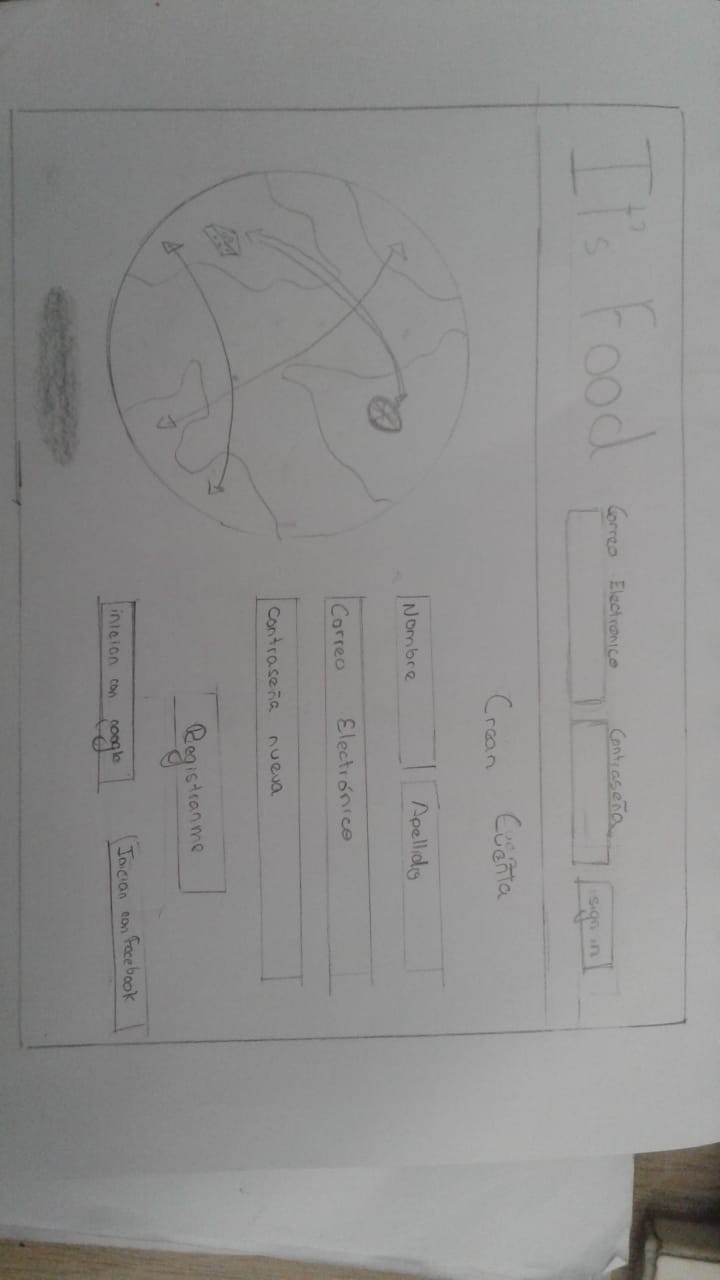 It's Food
Correo Electronico Contraseña
sign in
Crear Cuenta
Nombre Apellido
Correo Electrónico
Contraseña nueva
Registrarme
iniciar con google Iniciar con Facebook